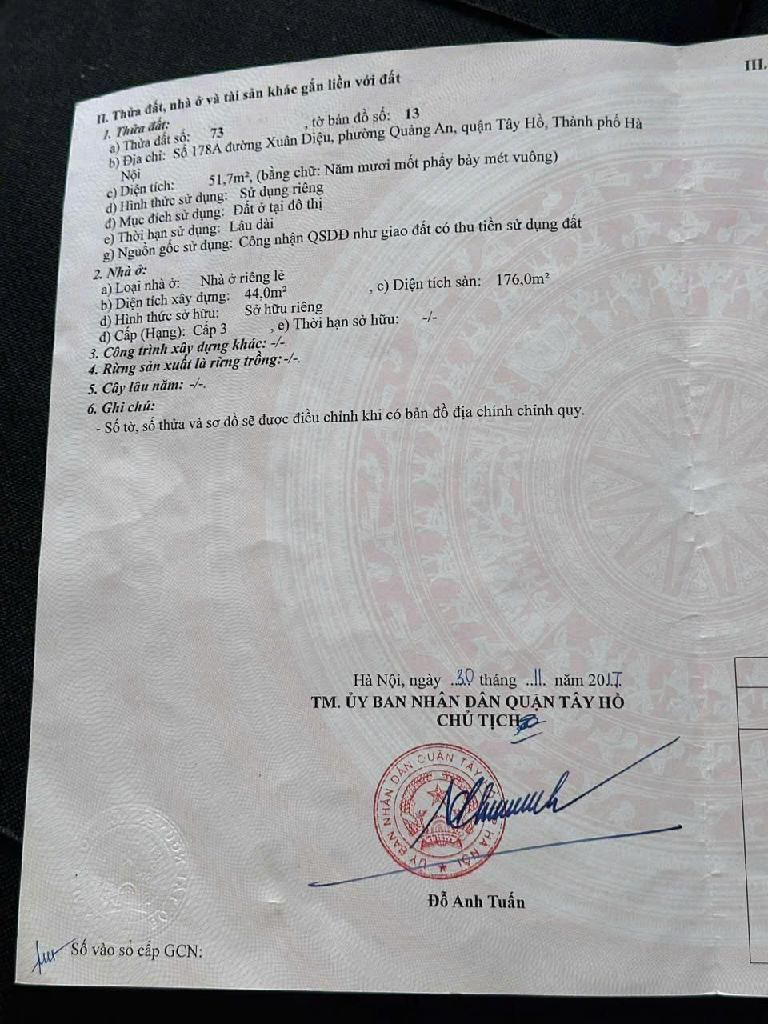 III.
II. Thửa đất, nhà ở và tài sản khác gắn liền với đất
1. Thửa đất:
a) Thửa đất số: 73 , tờ bản đồ số: 13
b) Địa chỉ: Số 178A đường Xuân Diệu, phường Quảng An, quận Tây Hồ, Thành phố Hà
Nội
c) Diện tích: 51,7m², (bằng chữ: Năm mươi mốt phẩy bảy mét vuông)
d) Hình thức sử dụng: Sử dụng riêng
đ) Mục đích sử dụng: Đất ở tại đô thị
e) Thời hạn sử dụng: Lâu dài
g) Nguồn gốc sử dụng: Công nhận QSDĐ như giao đất có thu tiền sử dụng đất
2. Nhà ở:
a) Loại nhà ở: Nhà ở riêng lẻ
b) Diện tích xây dựng: 44,0m² , c) Diện tích sàn: 176,0m²
d) Hình thức sở hữu: Sở hữu riêng
đ) Cấp (Hạng): Cấp 3 , e) Thời hạn sở hữu: -/-
3. Công trình xây dựng khác: -/-
4. Rừng sản xuất là rừng trồng:-/-.
5. Cây lâu năm: -/-.
6. Ghi chú:
- Số tờ, số thửa và sơ đồ sẽ được điều chỉnh khi có bản đồ địa chính chính quy.
Hà Nội, ngày ..30 tháng ..11. năm 2017
TM. ỦY BAN NHÂN DÂN QUẬN TÂY HỒ
CHỦ TỊCH
ỦY BAN NHÂN DÂN QUẬN TÂY HỒ TP HÀ NỘI
Đỗ Anh Tuấn
Số vào sổ cấp GCN: